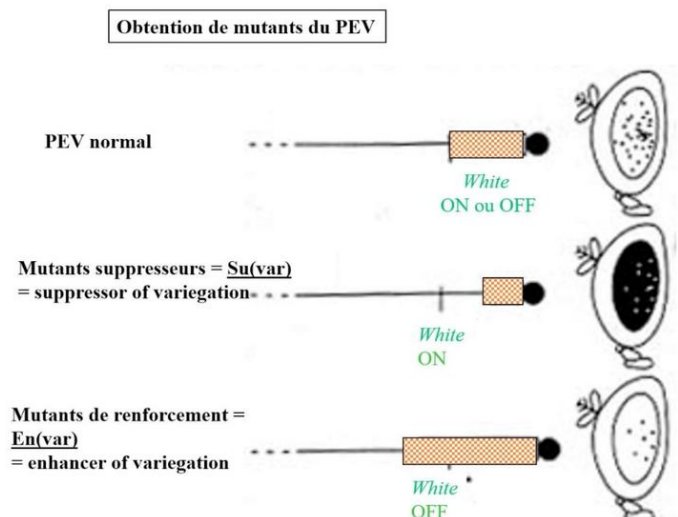 Obtention de mutants du PEV
PEV normal
White
ON ou OFF
Mutants suppresseurs = Su(var)
= suppressor of variegation
White
ON
Mutants de renforcement =
En(var)
= enhancer of variegation
White
OFF